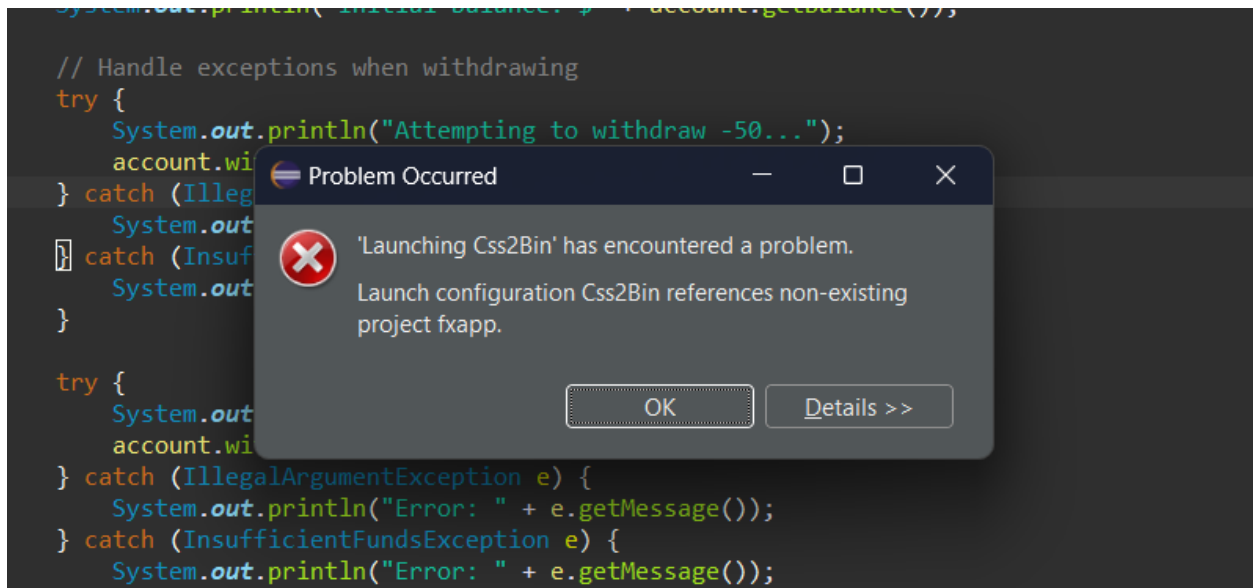 System.out.println("Initial Balance: $" + account.getBalance());
// Handle exceptions when withdrawing
try {
System.out.println("Attempting to withdraw -50...");
account.wi
} catch (Illeg
System.out
} catch (Insuf
System.out
}
try {
System.out
account.wi
} catch (IllegalArgumentException e) {
System.out.println("Error: " + e.getMessage());
} catch (InsufficientFundsException e) {
System.out.println("Error: " + e.getMessage());
Problem Occurred
'Launching Css2Bin' has encountered a problem.
Launch configuration Css2Bin references non-existing
project fxapp.
OK
Details >>